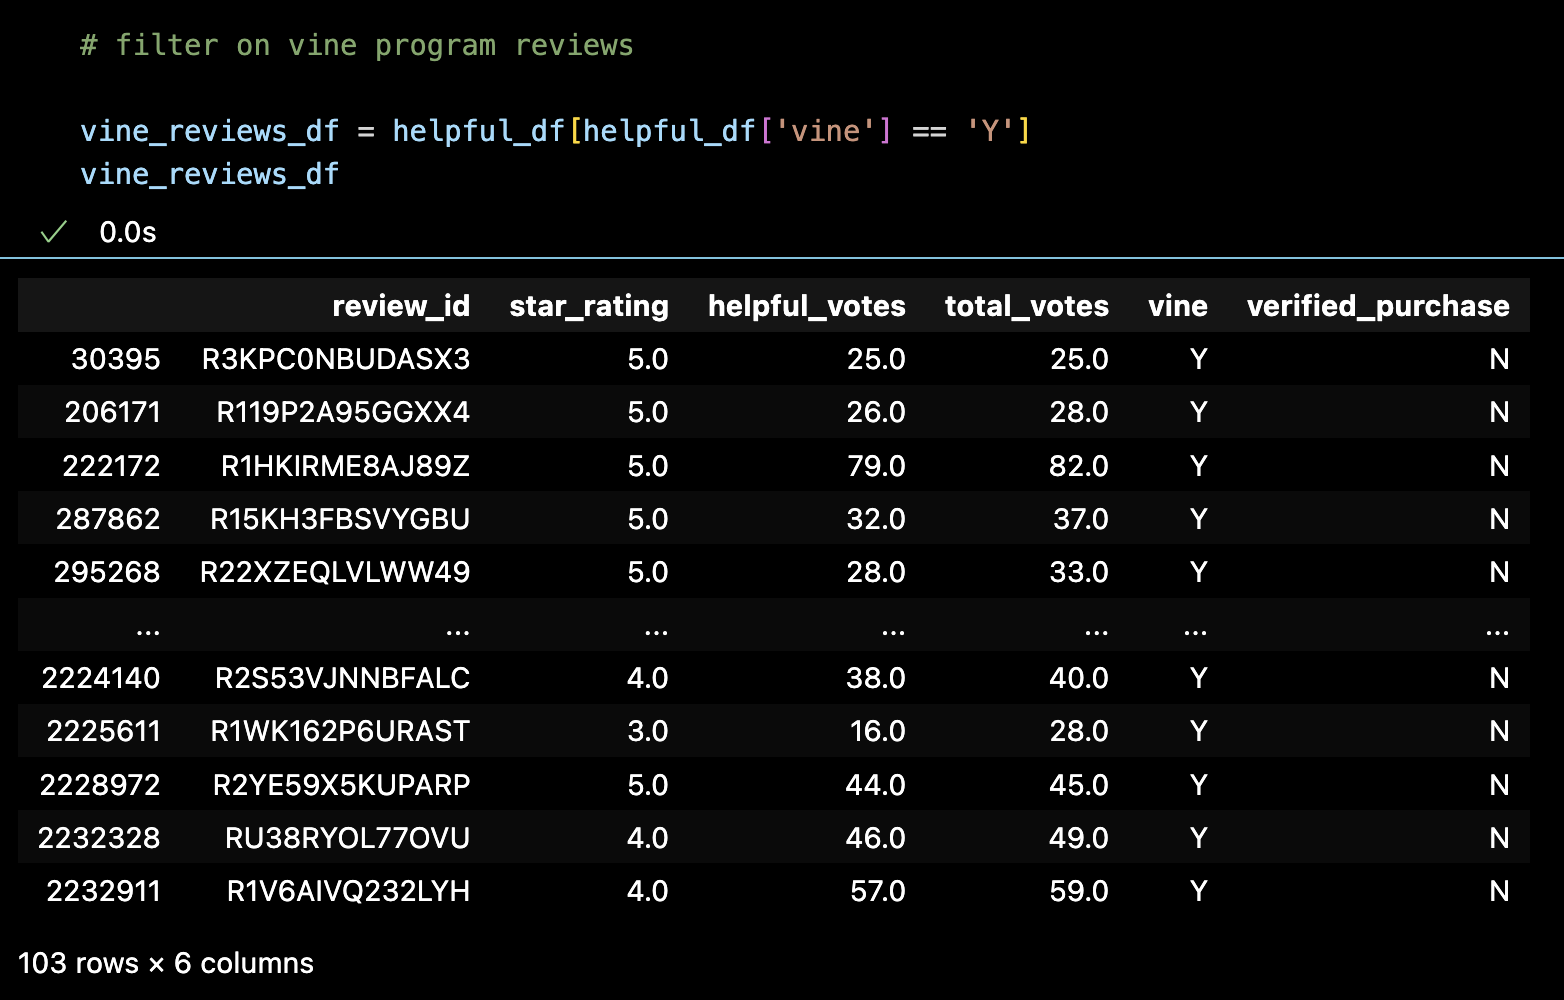 # filter on vine program reviews
vine_reviews_df = helpful_df[helpful_df['vine'] == 'Y']
vine_reviews_df
0.0s
review_id star_rating helpful_votes total_votes vine verified_purchase
30395 R3KPC0NBUDASX3 5.0 25.0 25.0 Y N
206171 R119P2A95GGXX4 5.0 26.0 28.0 Y N
222172 R1HKIRME8AJ89Z 5.0 79.0 82.0 Y N
287862 R15KH3FBSVYGBU 5.0 32.0 37.0 Y N
295268 R22XZEQLVLWW49 5.0 28.0 33.0 Y N
... ... ... ... ... ... ...
2224140 R2S53VJNNBFALC 4.0 38.0 40.0 Y N
2225611 R1WK162P6URAST 3.0 16.0 28.0 Y N
2228972 R2YE59X5KUPARP 5.0 44.0 45.0 Y N
2232328 RU38RYOL77OVU 4.0 46.0 49.0 Y N
2232911 R1V6AIVQ232LYH 4.0 57.0 59.0 Y N
103 rows × 6 columns